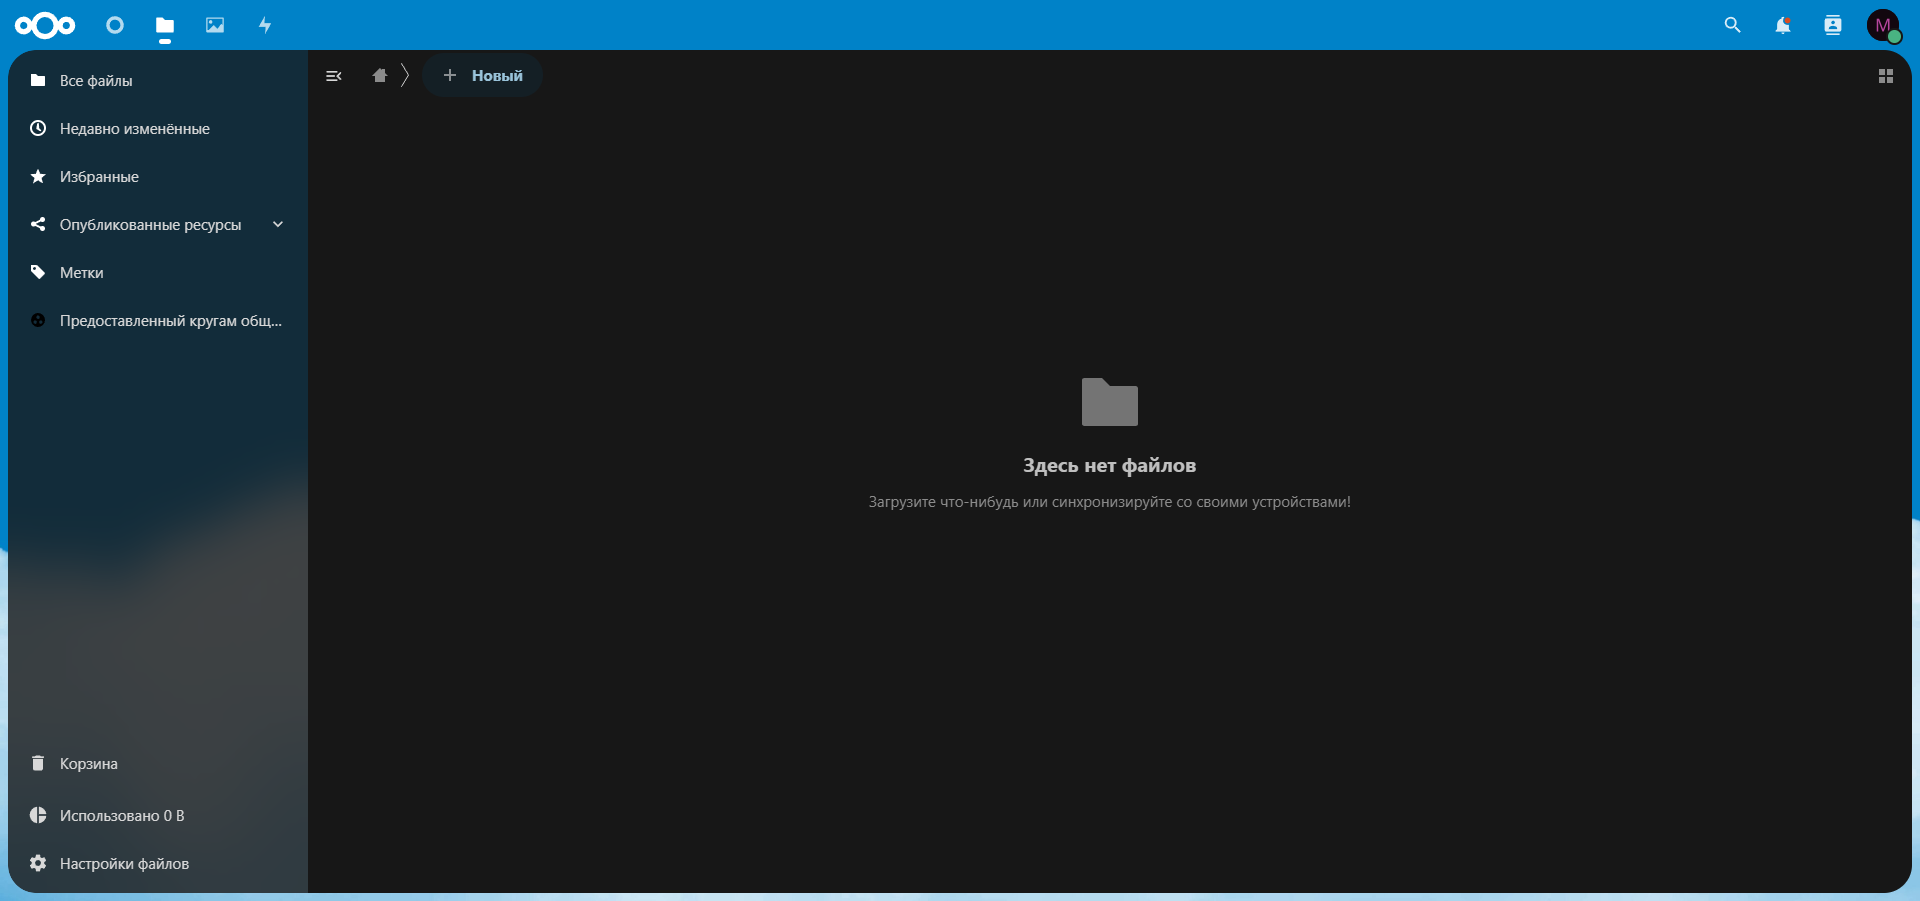 M
Все файлы
Недавно изменённые
Избранные
Опубликованные ресурсы
Метки
Предоставленный кругам общ...
Корзина
Использовано 0 B
Настройки файлов
Новый
Здесь нет файлов
Загрузите что-нибудь или синхронизируйте со своими устройствами!